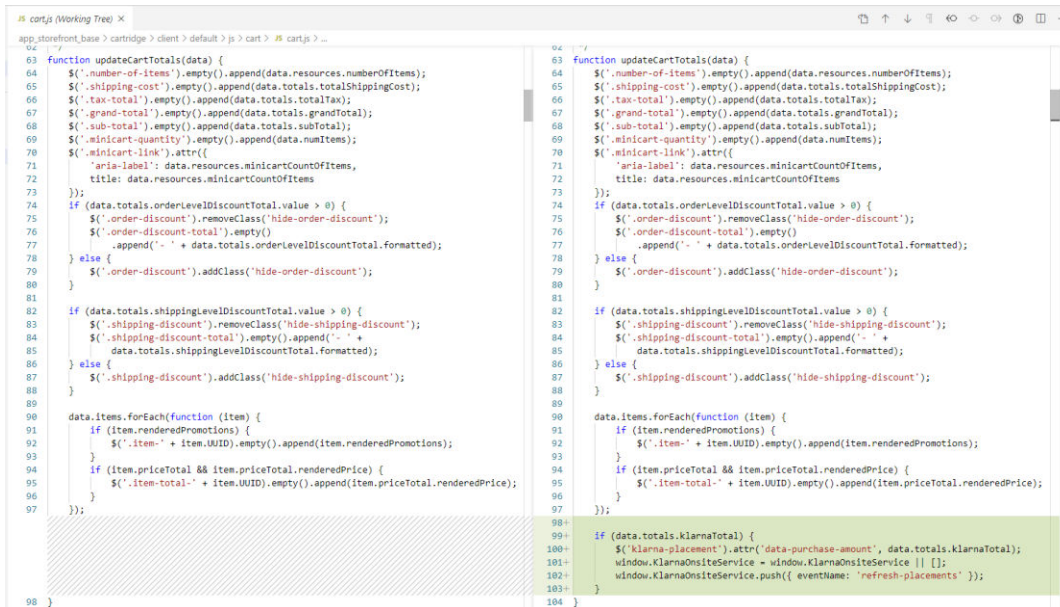 JS cart.js (Working Tree) ×
app_storefront_base > cartridge > client > default > js > cart > JS cart.js > ...
62 */
63 function updateCartTotals(data) {
64 $('.number-of-items').empty().append(data.resources.numberOfItems);
65 $('.shipping-cost').empty().append(data.totals.totalShippingCost);
66 $('.tax-total').empty().append(data.totals.totalTax);
67 $('.grand-total').empty().append(data.totals.grandTotal);
68 $('.sub-total').empty().append(data.totals.subTotal);
69 $('.minicart-quantity').empty().append(data.numItems);
70 $('.minicart-link').attr({
71 'aria-label': data.resources.minicartCountOfItems,
72 title: data.resources.minicartCountOfItems
73 });
74 if (data.totals.orderLevelDiscountTotal.value > 0) {
75 $('.order-discount').removeClass('hide-order-discount');
76 $('.order-discount-total').empty()
77 .append('- ' + data.totals.orderLevelDiscountTotal.formatted);
78 } else {
79 $('.order-discount').addClass('hide-order-discount');
80 }
81
82 if (data.totals.shippingLevelDiscountTotal.value > 0) {
83 $('.shipping-discount').removeClass('hide-shipping-discount');
84 $('.shipping-discount-total').empty().append('- ' +
85 data.totals.shippingLevelDiscountTotal.formatted);
86 } else {
87 $('.shipping-discount').addClass('hide-shipping-discount');
88 }
89
90 data.items.forEach(function (item) {
91 if (item.renderedPromotions) {
92 $('.item-' + item.UUID).empty().append(item.renderedPromotions);
93 }
94 if (item.priceTotal && item.priceTotal.renderedPrice) {
95 $('.item-total-' + item.UUID).empty().append(item.priceTotal.renderedPrice);
96 }
97 });
98 }
62 */
63 function updateCartTotals(data) {
64 $('.number-of-items').empty().append(data.resources.numberOfItems);
65 $('.shipping-cost').empty().append(data.totals.totalShippingCost);
66 $('.tax-total').empty().append(data.totals.totalTax);
67 $('.grand-total').empty().append(data.totals.grandTotal);
68 $('.sub-total').empty().append(data.totals.subTotal);
69 $('.minicart-quantity').empty().append(data.numItems);
70 $('.minicart-link').attr({
71 'aria-label': data.resources.minicartCountOfItems,
72 title: data.resources.minicartCountOfItems
73 });
74 if (data.totals.orderLevelDiscountTotal.value > 0) {
75 $('.order-discount').removeClass('hide-order-discount');
76 $('.order-discount-total').empty()
77 .append('- ' + data.totals.orderLevelDiscountTotal.formatted);
78 } else {
79 $('.order-discount').addClass('hide-order-discount');
80 }
81
82 if (data.totals.shippingLevelDiscountTotal.value > 0) {
83 $('.shipping-discount').removeClass('hide-shipping-discount');
84 $('.shipping-discount-total').empty().append('- ' +
85 data.totals.shippingLevelDiscountTotal.formatted);
86 } else {
87 $('.shipping-discount').addClass('hide-shipping-discount');
88 }
89
90 data.items.forEach(function (item) {
91 if (item.renderedPromotions) {
92 $('.item-' + item.UUID).empty().append(item.renderedPromotions);
93 }
94 if (item.priceTotal && item.priceTotal.renderedPrice) {
95 $('.item-total-' + item.UUID).empty().append(item.priceTotal.renderedPrice);
96 }
97 });
98+
99+ if (data.totals.klarnaTotal) {
100+ $('klarna-placement').attr('data-purchase-amount', data.totals.klarnaTotal);
101+ window.KlarnaOnsiteService = window.KlarnaOnsiteService || [];
102+ window.KlarnaOnsiteService.push({ eventName: 'refresh-placements' });
103+ }
104 }